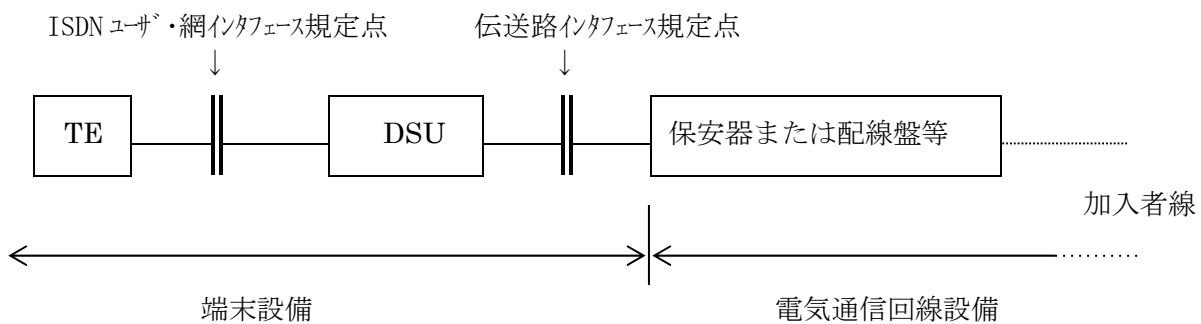 ISDN ユーザ・網インタフェース規定点 伝送路インタフェース規定点
↓ ↓
TE DSU 保安器または配線盤等
加入者線
端末設備 電気通信回線設備